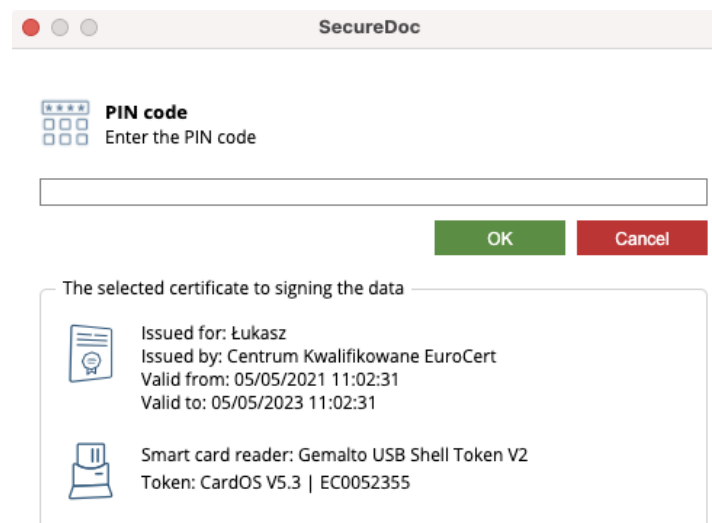 SecureDoc
****
PIN code
Enter the PIN code
OK
Cancel
The selected certificate to signing the data
Issued for: Łukasz
Issued by: Centrum Kwalifikowane EuroCert
Valid from: 05/05/2021 11:02:31
Valid to: 05/05/2023 11:02:31
Smart card reader: Gemalto USB Shell Token V2
Token: CardOS V5.3 | EC0052355